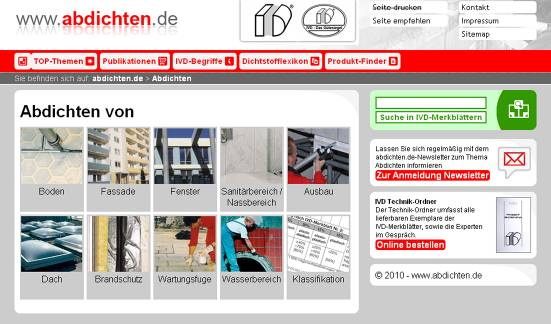 www.abdichten.de
Seite drucken
Seite empfehlen
Kontakt
Impressum
Sitemap
TOP-Themen
Publikationen
IVD-Begriffe
Dichtstofflexikon
Produkt-Finder
Sie befinden sich auf: abdichten.de > Abdichten
Abdichten von
Boden
Fassade
Fenster
Sanitärbereich /
Nassbereich
Ausbau
Dach
Brandschutz
Wartungsfuge
Wasserbereich
Klassifikation
Suche in IVD-Merkblättern
Lassen Sie sich regelmäßig mit dem
abdichten.de-Newsletter zum Thema
Abdichten informieren
Zur Anmeldung Newsletter
IVD Technik-Ordner
Der Technik-Ordner umfasst alle
lieferbaren Exemplare der
IVD-Merkblätter, sowie die Experten
im Gespräch.
Online bestellen
© 2010 - www.abdichten.de